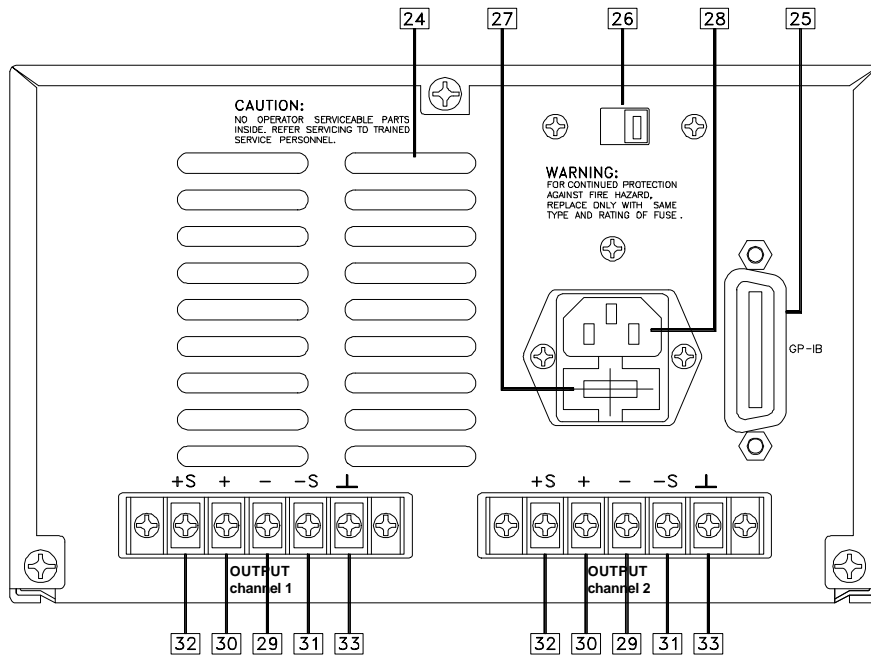 24 27 26 28 25
CAUTION:
NO OPERATOR SERVICEABLE PARTS
INSIDE. REFER SERVICING TO TRAINED
SERVICE PERSONNEL.
WARNING:
FOR CONTINUED PROTECTION
AGAINST FIRE HAZARD,
REPLACE ONLY WITH SAME
TYPE AND RATING OF FUSE.
GP-IB
+S + - -S ⊥
OUTPUT
channel 1
32 30 29 31 33
+S + - -S ⊥
OUTPUT
channel 2
32 30 29 31 33